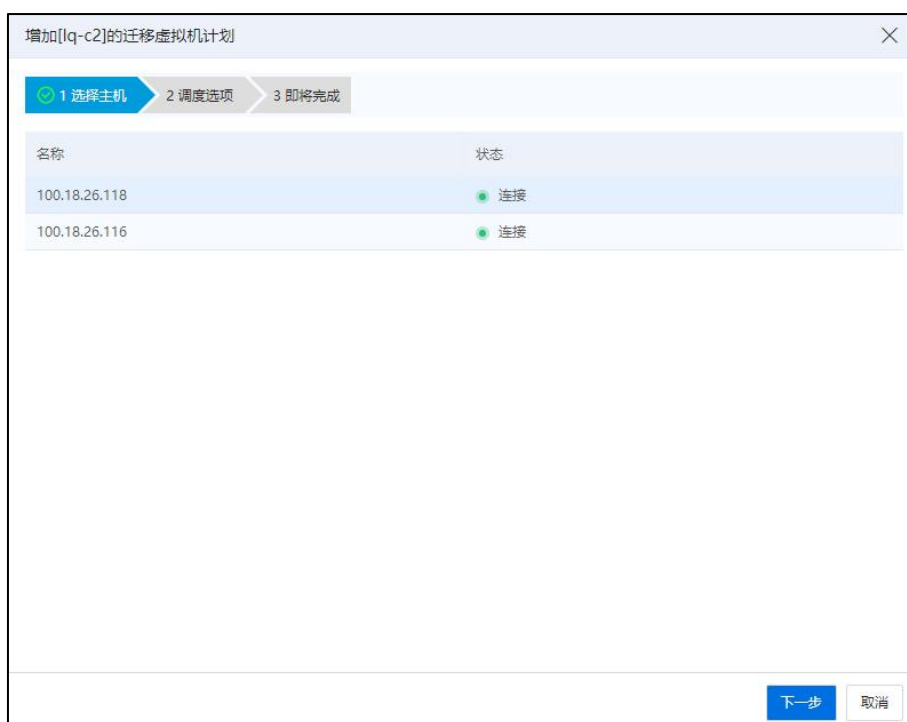 增加[lq-c2]的迁移虚拟机计划
1 选择主机 2 调度选项 3 即将完成
名称 状态
100.18.26.118 连接
100.18.26.116 连接
下一步 取消